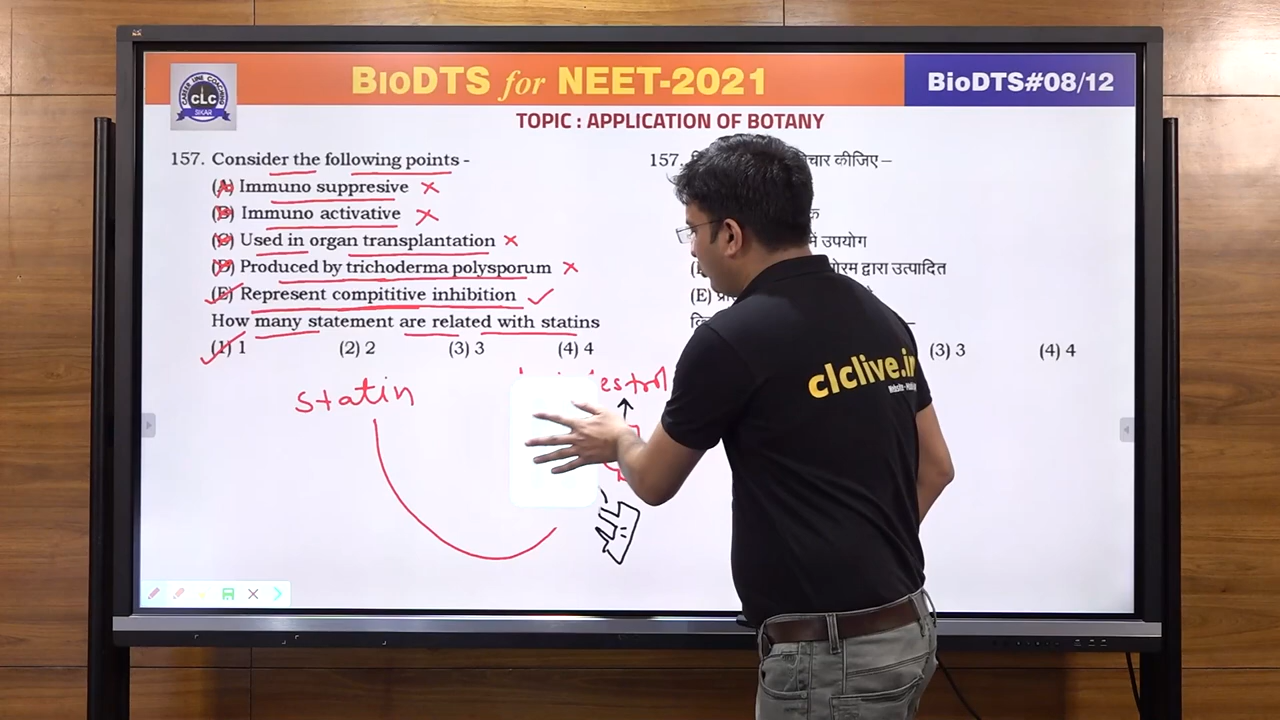 BIODTS for NEET-2021
BIODTS#08/12
CLC
SIKAR
TOPIC : APPLICATION OF BOTANY
157. Consider the following points -
(A) Immuno suppresive
(B) Immuno activative
(C) Used in organ transplantation
(D) Produced by trichoderma polysporum
(E) Represent compititive inhibition
How many statement are related with statins
(1) 1 (2) 2 (3) 3 (4) 4
157. चार कीजिए –
में उपयोग
द्वारा उत्पादित
(E)
(3) 3 (4) 4
Statin
clclive.in